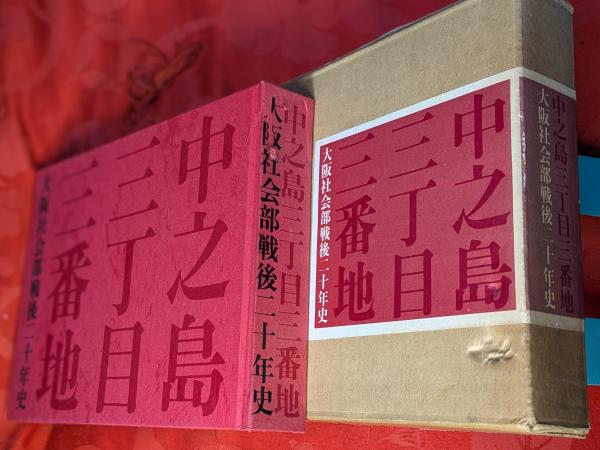 中之島
三丁目
三番地
大阪社会部戦後二十年史
中之島三丁目三番地
大阪社会部戦後二十年史
中之島
三丁目
三番地
大阪社会部戦後二十年史
中之島三丁目三番地
大阪社会部戦後二十年史